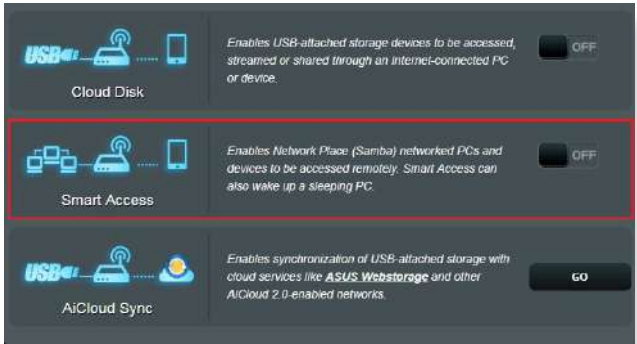 USB
Enables USB-attached storage devices to be accessed,
streamed or shared through an Internet-connected PC
or device.
OFF
Cloud Disk
Enables Network Place (Samba) networked PCs and
devices to be accessed remotely. Smart Access can
also wake up a sleeping PC.
OFF
Smart Access
USB
Enables synchronization of USB-attached storage with
cloud services like ASUS Webstorage and other
AiCloud 2.0-enabled networks.
GO
AiCloud Sync